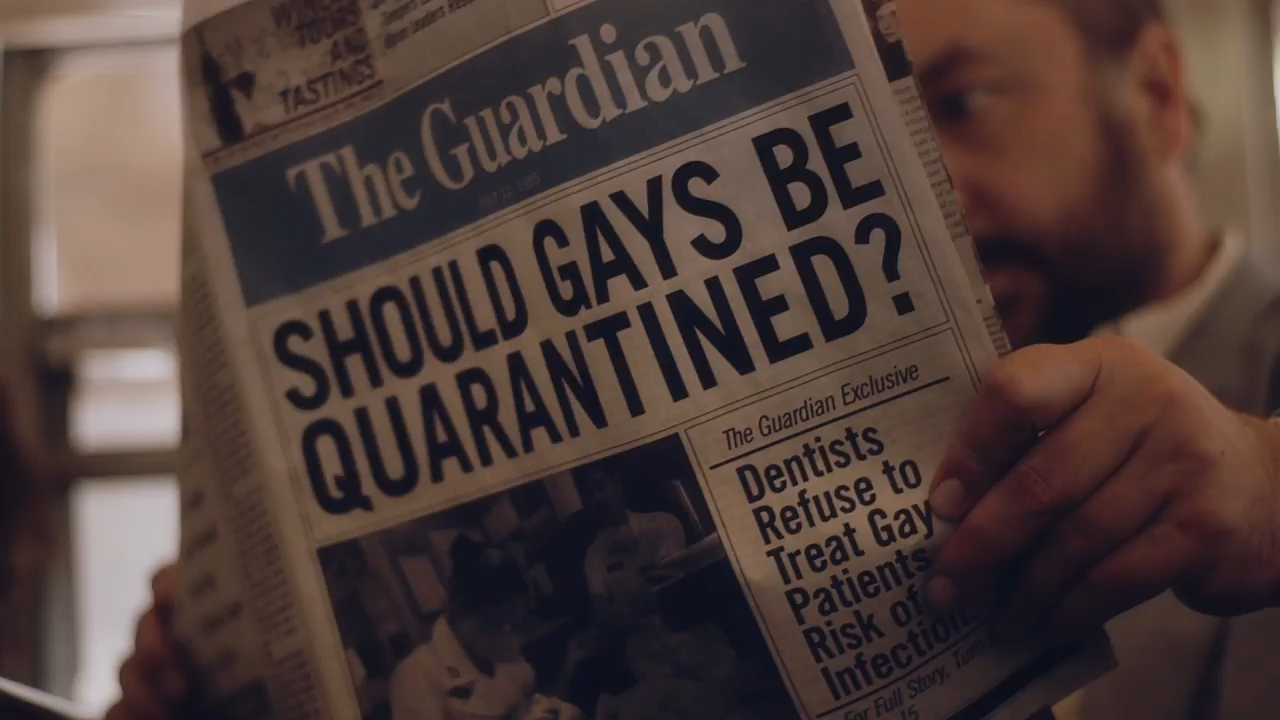 WINE
TOURS
AND
TASTINGS
The Guardian
SHOULD GAYS BE
QUARANTINED?
The Guardian Exclusive
Dentists
Refuse to
Treat Gay
Patients
Risk of
Infection
For Full Story,
15